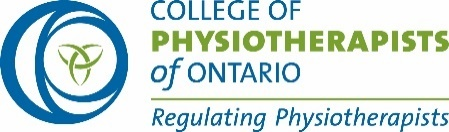 COLLEGE OF
PHYSIOTHERAPISTS
of ONTARIO
Regulating Physiotherapists